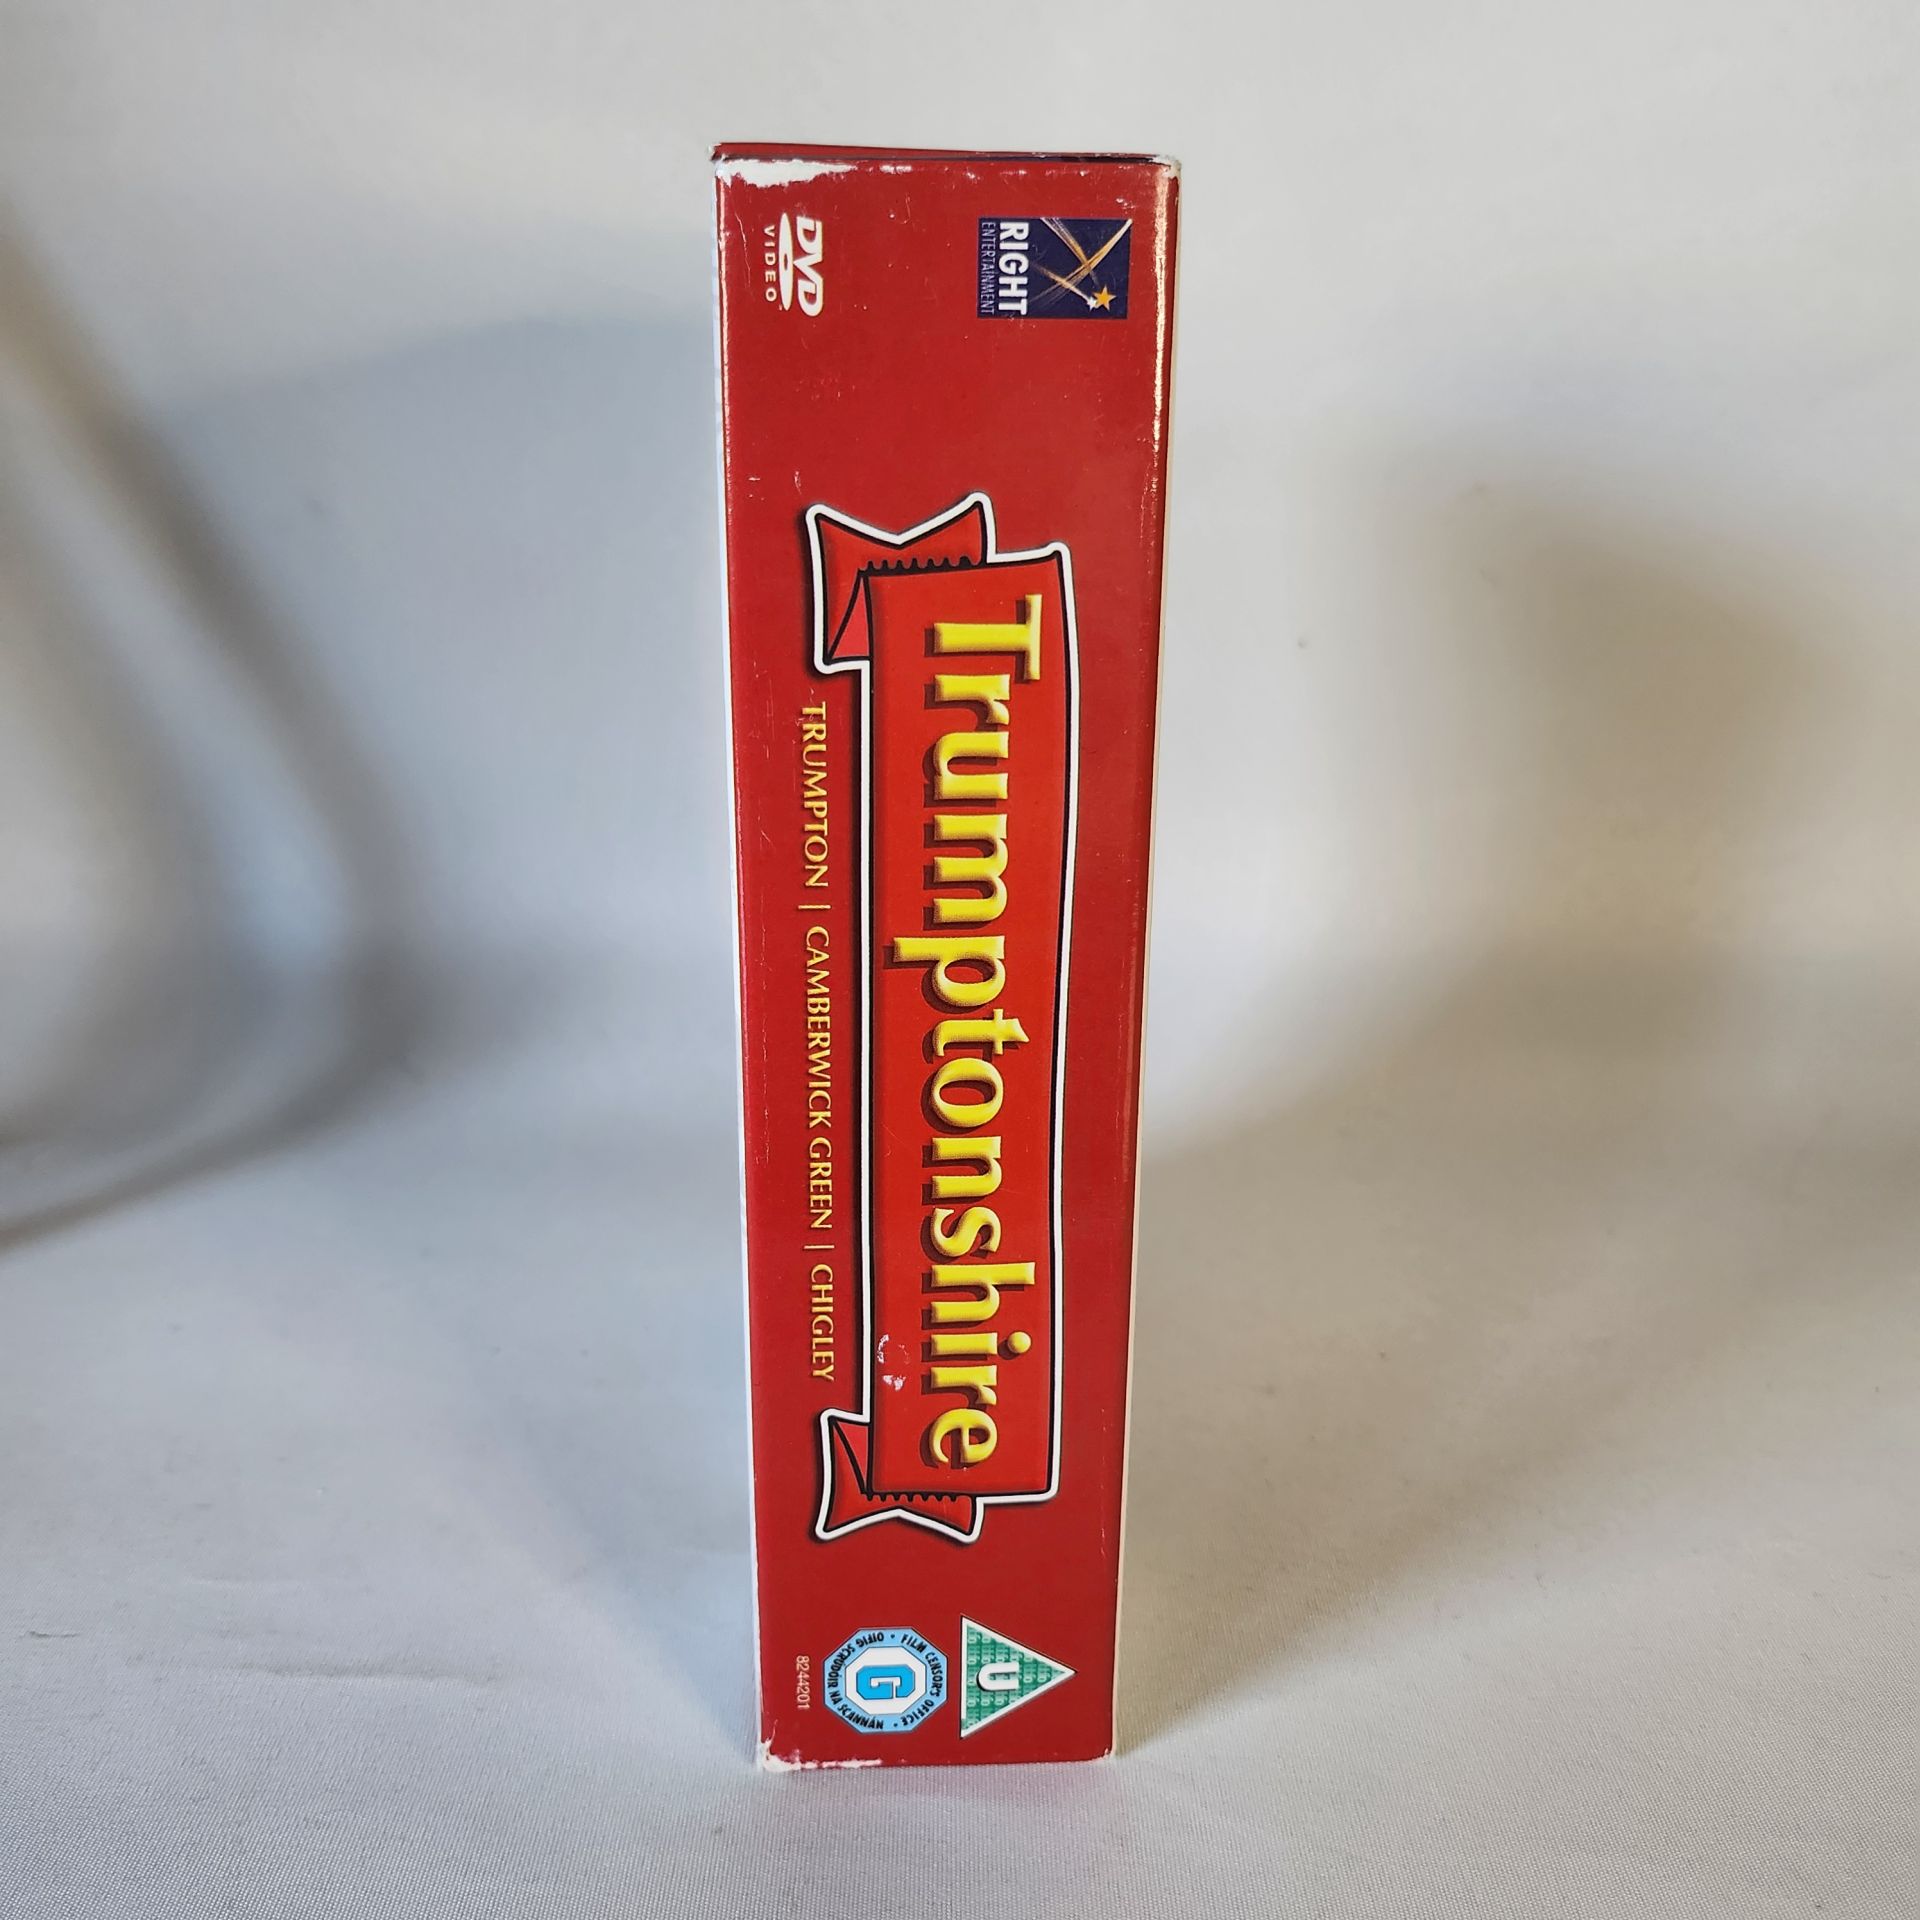 RIGHT
ENTERTAINMENT
DVD
VIDEO
Trumptonshire
TRUMPTON | CAMBERWICK GREEN | CHIGLEY
U
FILM CENSOR'S OFFICE • OIFIG SCRÚDÓIR NA SCANNÁN •
G
8244201